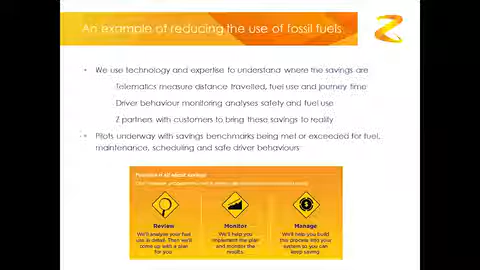 An example of reducing the use of fossil fuels
We use technology and expertise to understand where the savings are
Telematics measure distance travelled, fuel use and journey time
Driver behaviour monitoring analyses safety and fuel use
Z partners with customers to bring these savings to reality
Pilots underway with savings benchmarks being met or exceeded for fuel,
maintenance, scheduling and safe driver behaviours
Review
Monitor
Manage
We'll analyse your fuel
We'll help you
We'll help you build
use in detail. Then we'll
implement the plan
this process into your
come up with a plan
and monitor the
system so you can
for you
results.
keep saving